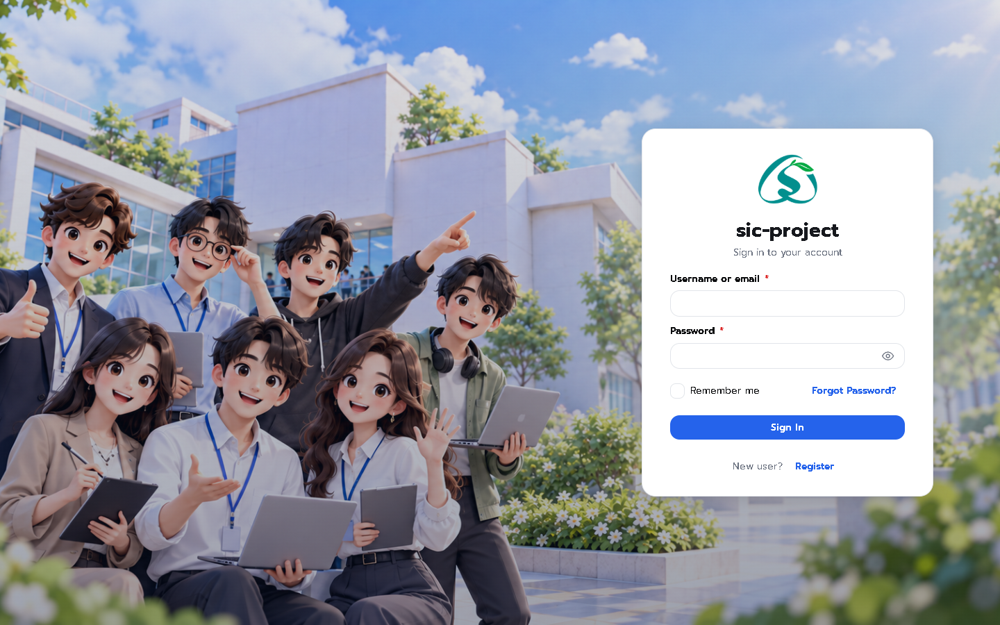 sic-project
Sign in to your account
Username or email *
Password *
Remember me
Forgot Password?
Sign In
New user? Register